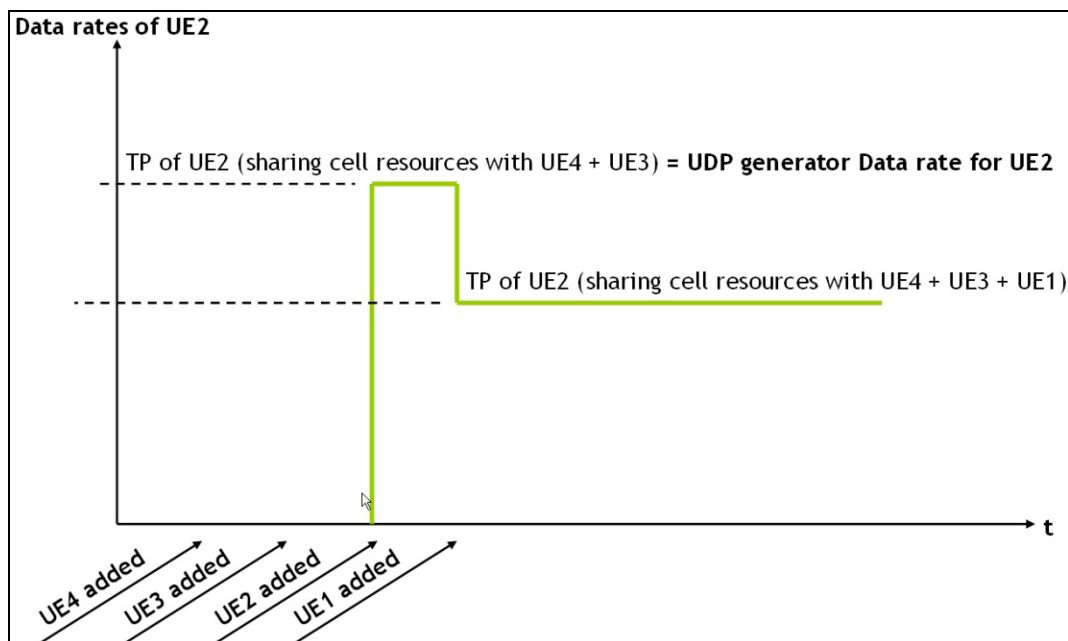 Data rates of UE2
TP of UE2 (sharing cell resources with UE4 + UE3) = UDP generator Data rate for UE2
TP of UE2 (sharing cell resources with UE4 + UE3 + UE1)
t
UE4 added
UE3 added
UE2 added
UE1 added